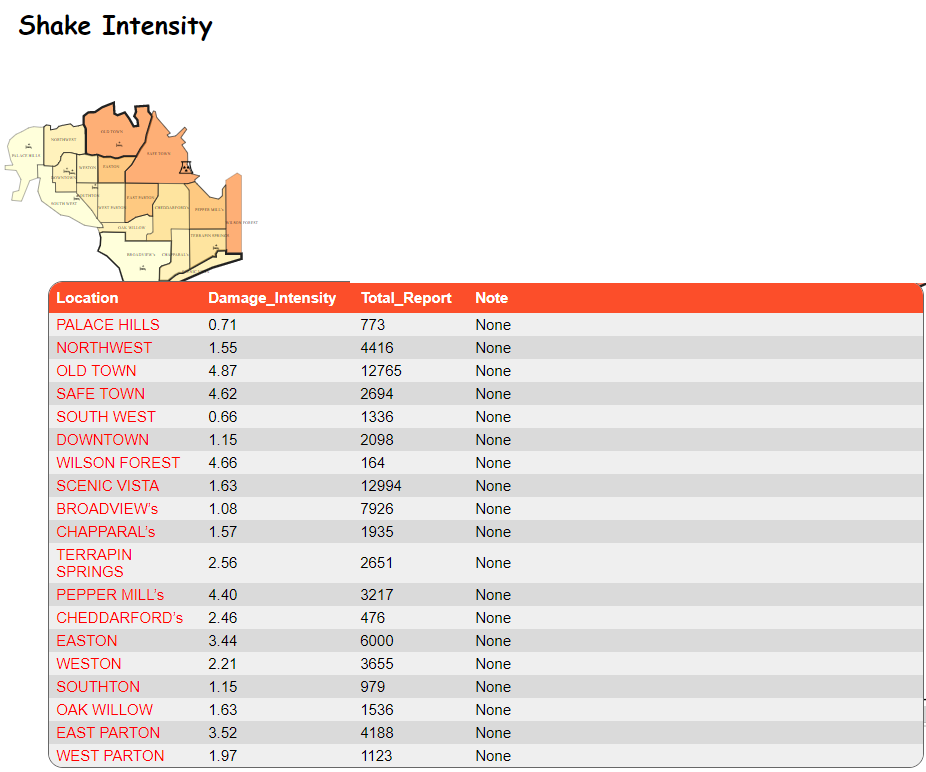 Shake Intensity
OLD TOWN
NORTHWEST
SAFE TOWN
PALACE HILLS
WESTON
EASTON
DOWNTOWN
SOUTHTON
EAST PARTON
SOUTHWEST
WEST PARTON
CHEDDARFORD'S
PEPPER MILL'S
WILSON FOREST
OAK WILLOW
TERRAPIN SPRINGS
BROADVIEW'S
CHAPPARAL'S
Location Damage_Intensity Total_Report Note
PALACE HILLS 0.71 773 None
NORTHWEST 1.55 4416 None
OLD TOWN 4.87 12765 None
SAFE TOWN 4.62 2694 None
SOUTH WEST 0.66 1336 None
DOWNTOWN 1.15 2098 None
WILSON FOREST 4.66 164 None
SCENIC VISTA 1.63 12994 None
BROADVIEW's 1.08 7926 None
CHAPPARAL's 1.57 1935 None
TERRAPIN
SPRINGS 2.56 2651 None
PEPPER MILL's 4.40 3217 None
CHEDDARFORD's 2.46 476 None
EASTON 3.44 6000 None
WESTON 2.21 3655 None
SOUTHTON 1.15 979 None
OAK WILLOW 1.63 1536 None
EAST PARTON 3.52 4188 None
WEST PARTON 1.97 1123 None